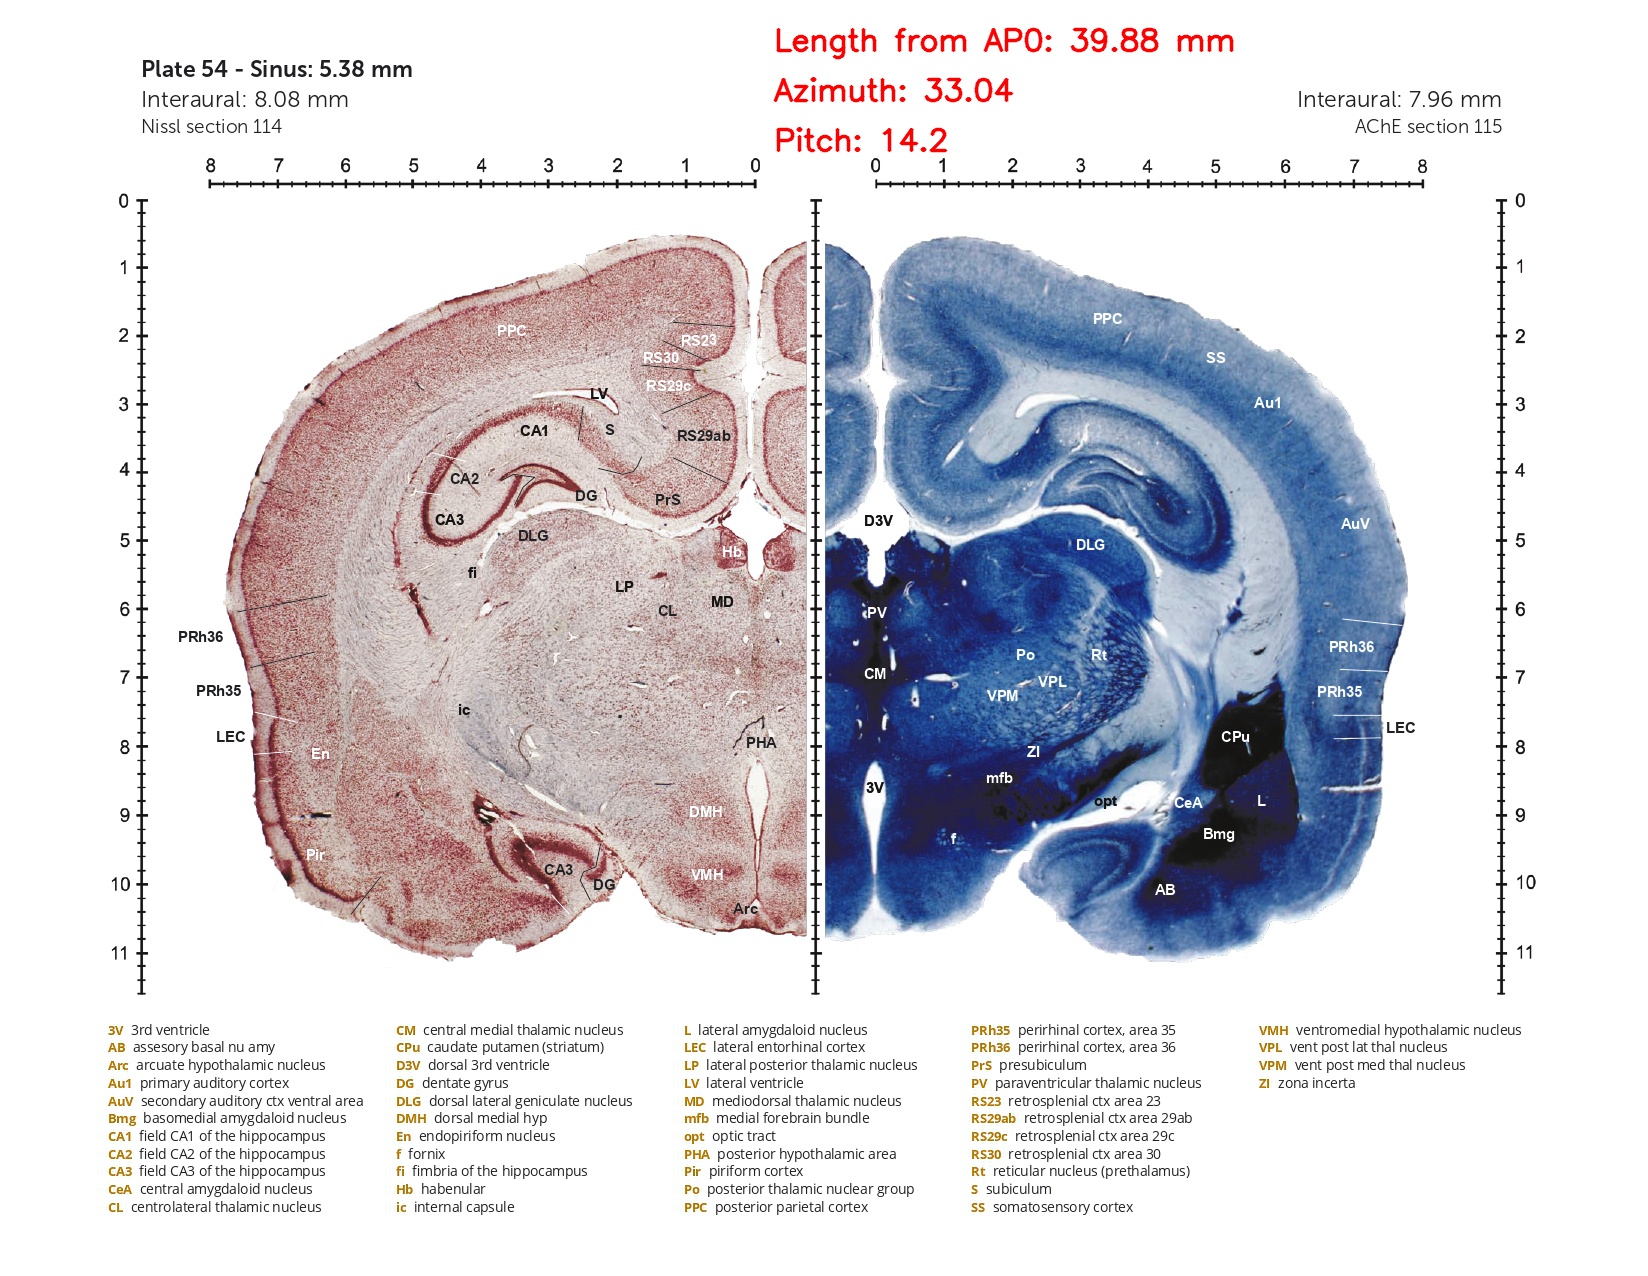 Length from AP0: 39.88 mm
Azimuth: 33.04
Pitch: 14.2
Plate 54 - Sinus: 5.38 mm
Interaural: 8.08 mm
Nissl section 114
Interaural: 7.96 mm
AChE section 115
8 7 6 5 4 3 2 1 0
0 1 2 3 4 5 6 7 8
0
1
2
3
4
5
6
7
8
9
10
11
PPC
RS23
RS30
RS29c
LV
CA1
S
RS29ab
CA2
DG
PrS
CA3
DLG
Hb
fi
LP
MD
CL
PRh36
PRh35
ic
LEC
En
PHA
DMH
Pir
CA3
DG
VMH
Arc
PPC
SS
Au1
AuV
D3V
DLG
PV
Po
Rt
PRh36
CM
VPL
VPM
PRh35
LEC
CPu
ZI
mfb
3V
opt
CeA
L
Bmg
f
AB
0
1
2
3
4
5
6
7
8
9
10
11
3V 3rd ventricle
AB assesory basal nu amy
Arc arcuate hypothalamic nucleus
Au1 primary auditory cortex
AuV secondary auditory ctx ventral area
Bmg basomedial amygdaloid nucleus
CA1 field CA1 of the hippocampus
CA2 field CA2 of the hippocampus
CA3 field CA3 of the hippocampus
CeA central amygdaloid nucleus
CL centrolateral thalamic nucleus
CM central medial thalamic nucleus
CPu caudate putamen (striatum)
D3V dorsal 3rd ventricle
DG dentate gyrus
DLG dorsal lateral geniculate nucleus
DMH dorsal medial hyp
En endopiriform nucleus
f fornix
fi fimbria of the hippocampus
Hb habenular
ic internal capsule
L lateral amygdaloid nucleus
LEC lateral entorhinal cortex
LP lateral posterior thalamic nucleus
LV lateral ventricle
MD mediodorsal thalamic nucleus
mfb medial forebrain bundle
opt optic tract
PHA posterior hypothalamic area
Pir piriform cortex
Po posterior thalamic nuclear group
PPC posterior parietal cortex
PRh35 perirhinal cortex, area 35
PRh36 perirhinal cortex, area 36
PrS presubiculum
PV paraventricular thalamic nucleus
RS23 retrosplenial ctx area 23
RS29ab retrosplenial ctx area 29ab
RS29c retrosplenial ctx area 29c
RS30 retrosplenial ctx area 30
Rt reticular nucleus (prethalamus)
S subiculum
SS somatosensory cortex
VMH ventromedial hypothalamic nucleus
VPL vent post lat thal nucleus
VPM vent post med thal nucleus
ZI zona incerta